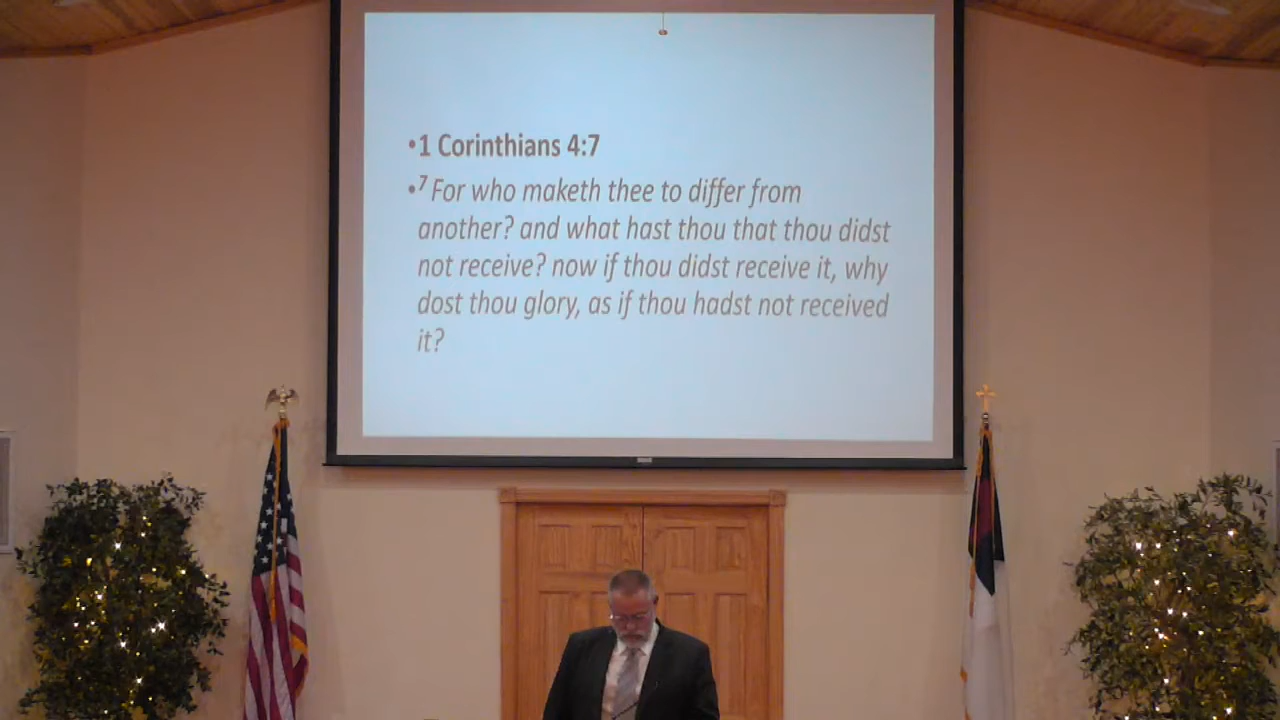 •1 Corinthians 4:7
•7 For who maketh thee to differ from
another? and what hast thou that thou didst
not receive? now if thou didst receive it, why
dost thou glory, as if thou hadst not received
it?